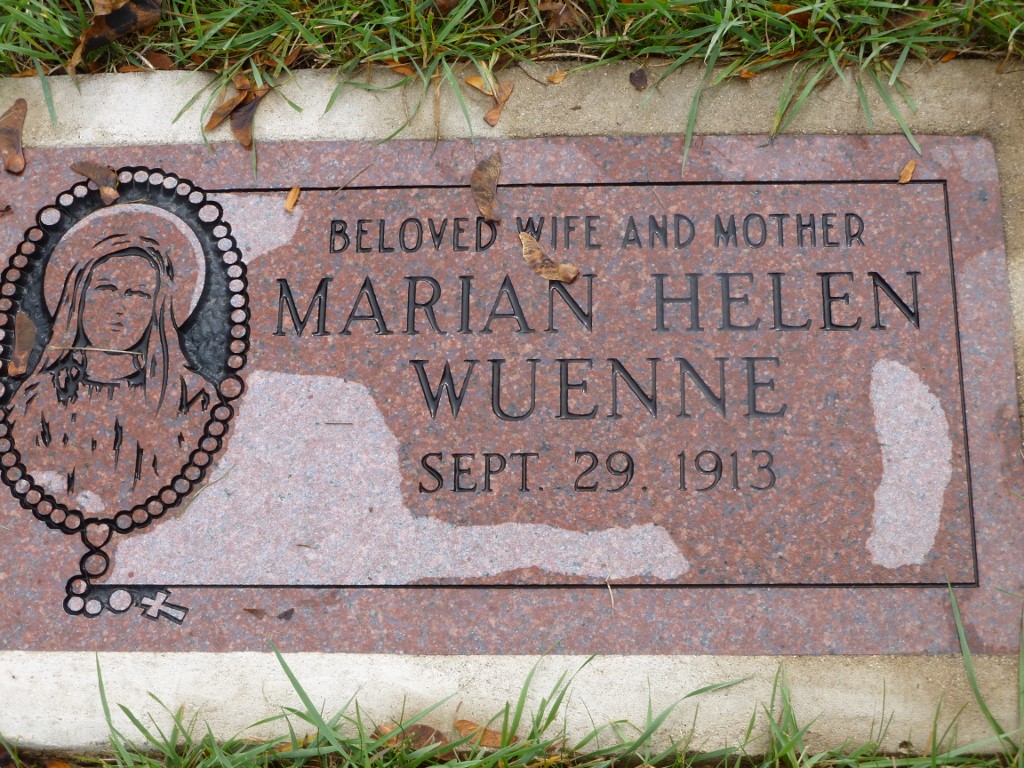 BELOVED WIFE AND MOTHER
MARIAN HELEN
WUENNE
SEPT. 29. 1913